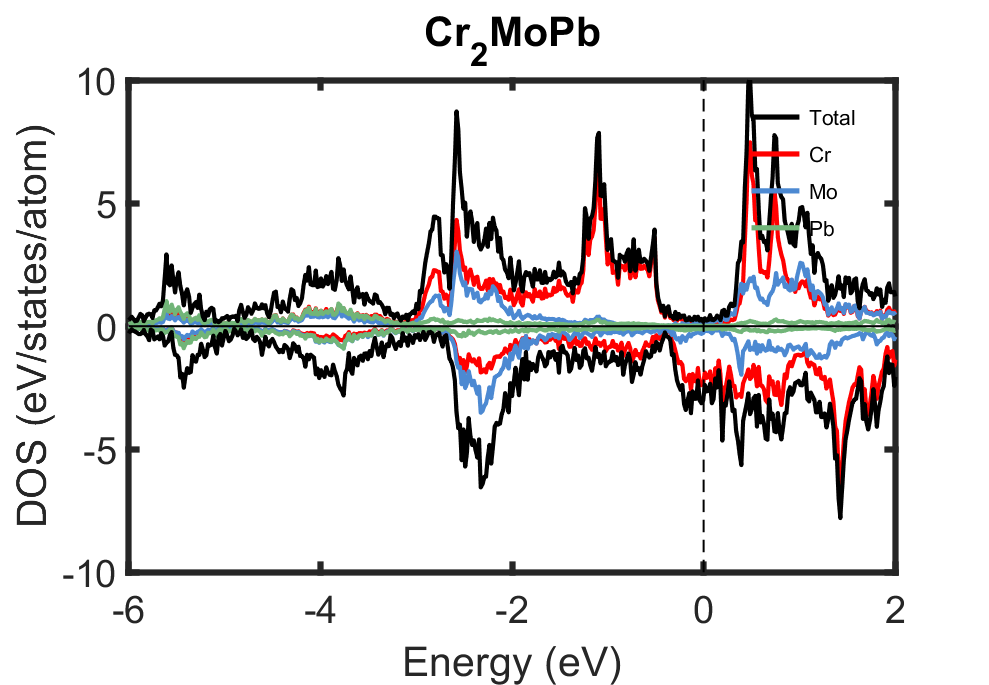 Cr2MoPb
DOS (eV/states/atom)
10
5
0
-5
-10
Total
Cr
Mo
Pb
-6 -4 -2 0 2
Energy (eV)